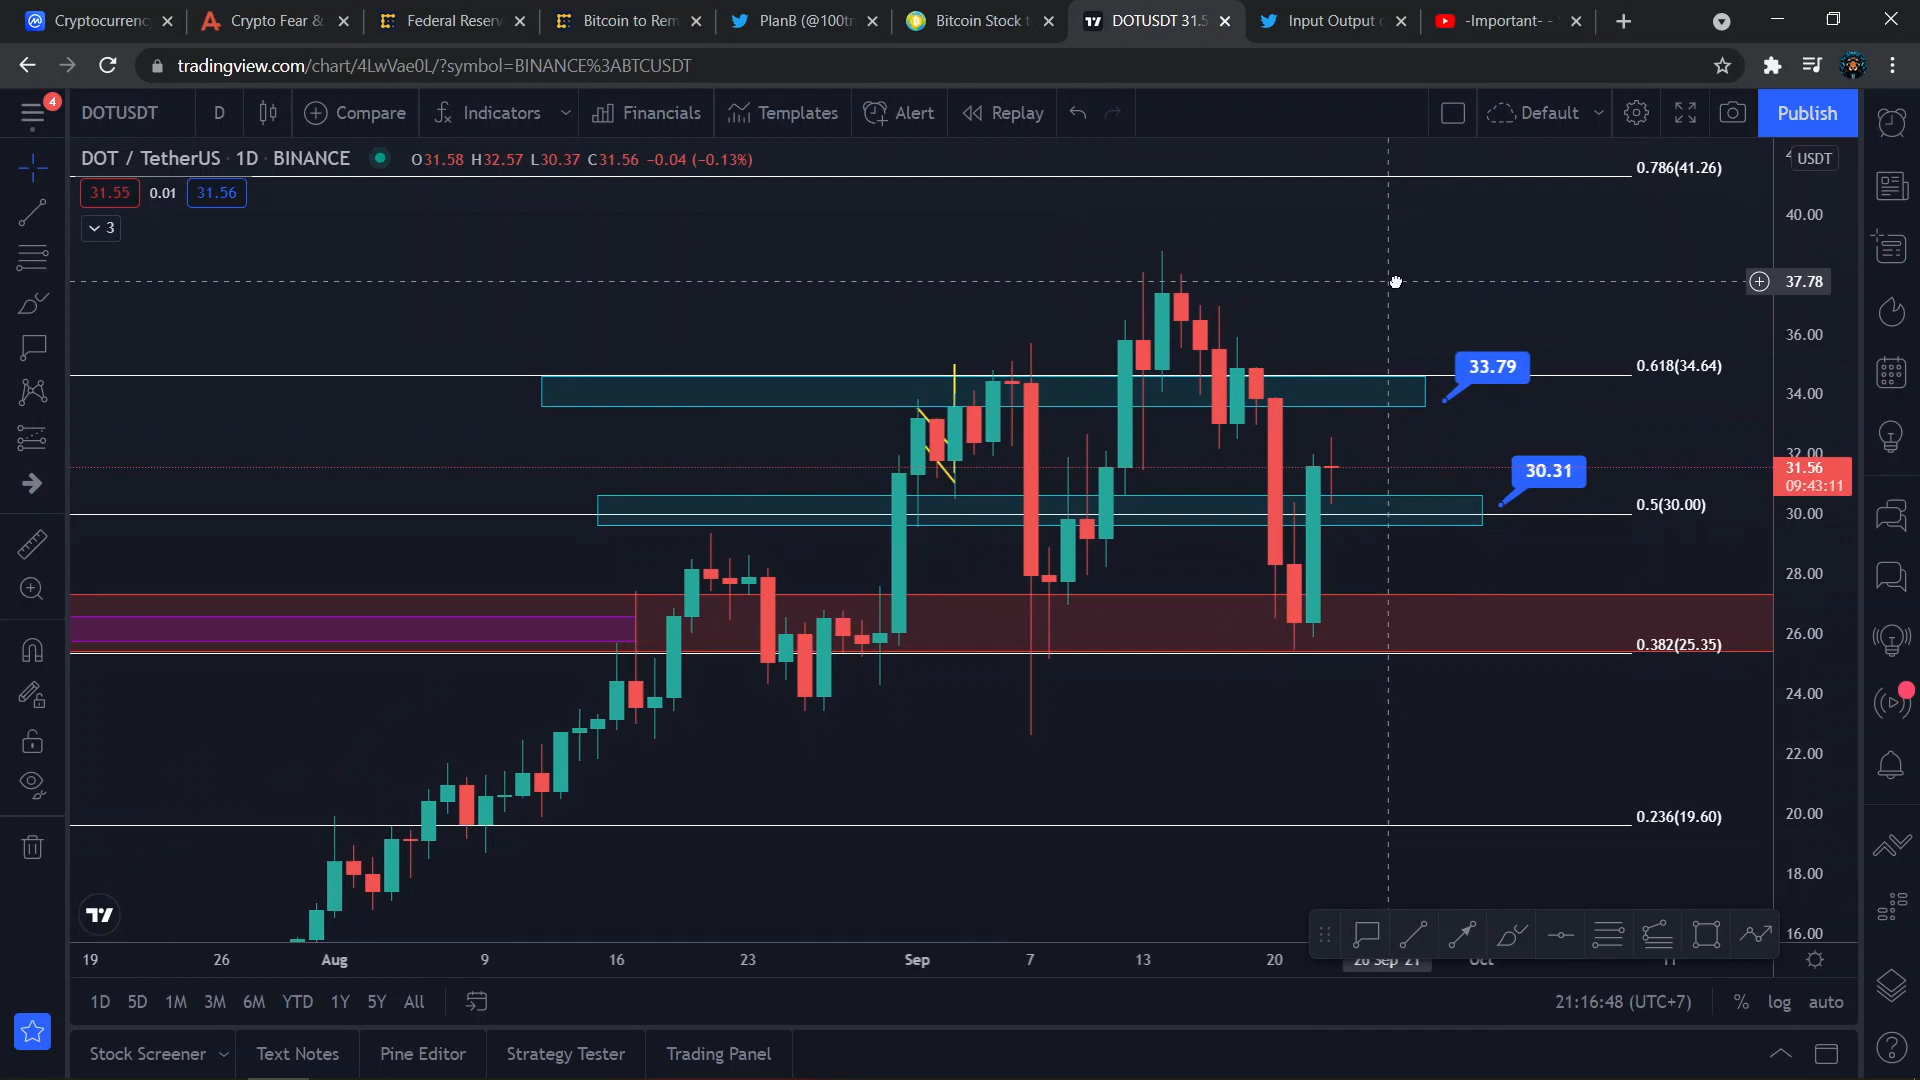 Cryptocurrenc
Crypto Fear &
Federal Reserv
Bitcoin to Rem
PlanB (@100tr
Bitcoin Stock t
DOTUSDT 31.5
Input Output
-Important- -
tradingview.com/chart/4LwVae0L/?symbol=BINANCE%3ABTCUSDT
4
DOTUSDT
D
Compare
Indicators
Financials
Templates
Alert
Replay
Default
Publish
DOT / TetherUS · 1D · BINANCE
O31.58 H32.57 L30.37 C31.56 -0.04 (-0.13%)
USDT
31.55
0.01
31.56
3
0.786(41.26)
40.00
37.78
36.00
33.79
0.618(34.64)
34.00
32.00
31.56
09:43:11
30.31
0.5(30.00)
30.00
28.00
26.00
0.382(25.35)
24.00
22.00
20.00
0.236(19.60)
18.00
16.00
19
26
Aug
9
16
23
Sep
7
13
20
26 Sep '21
Oct
11
1D
5D
1M
3M
6M
YTD
1Y
5Y
All
21:16:48 (UTC+7)
%
log
auto
Stock Screener
Text Notes
Pine Editor
Strategy Tester
Trading Panel